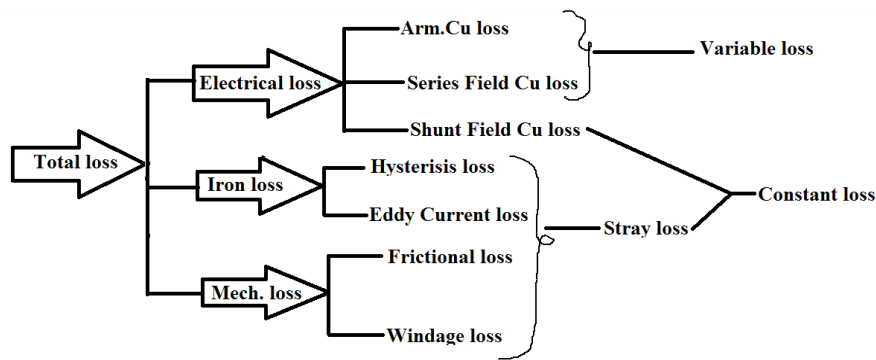 Arm.Cu loss
Variable loss
Electrical loss
Series Field Cu loss
Shunt Field Cu loss
Total loss
Iron loss
Hysterisis loss
Eddy Current loss
Constant loss
Stray loss
Frictional loss
Mech. loss
Windage loss